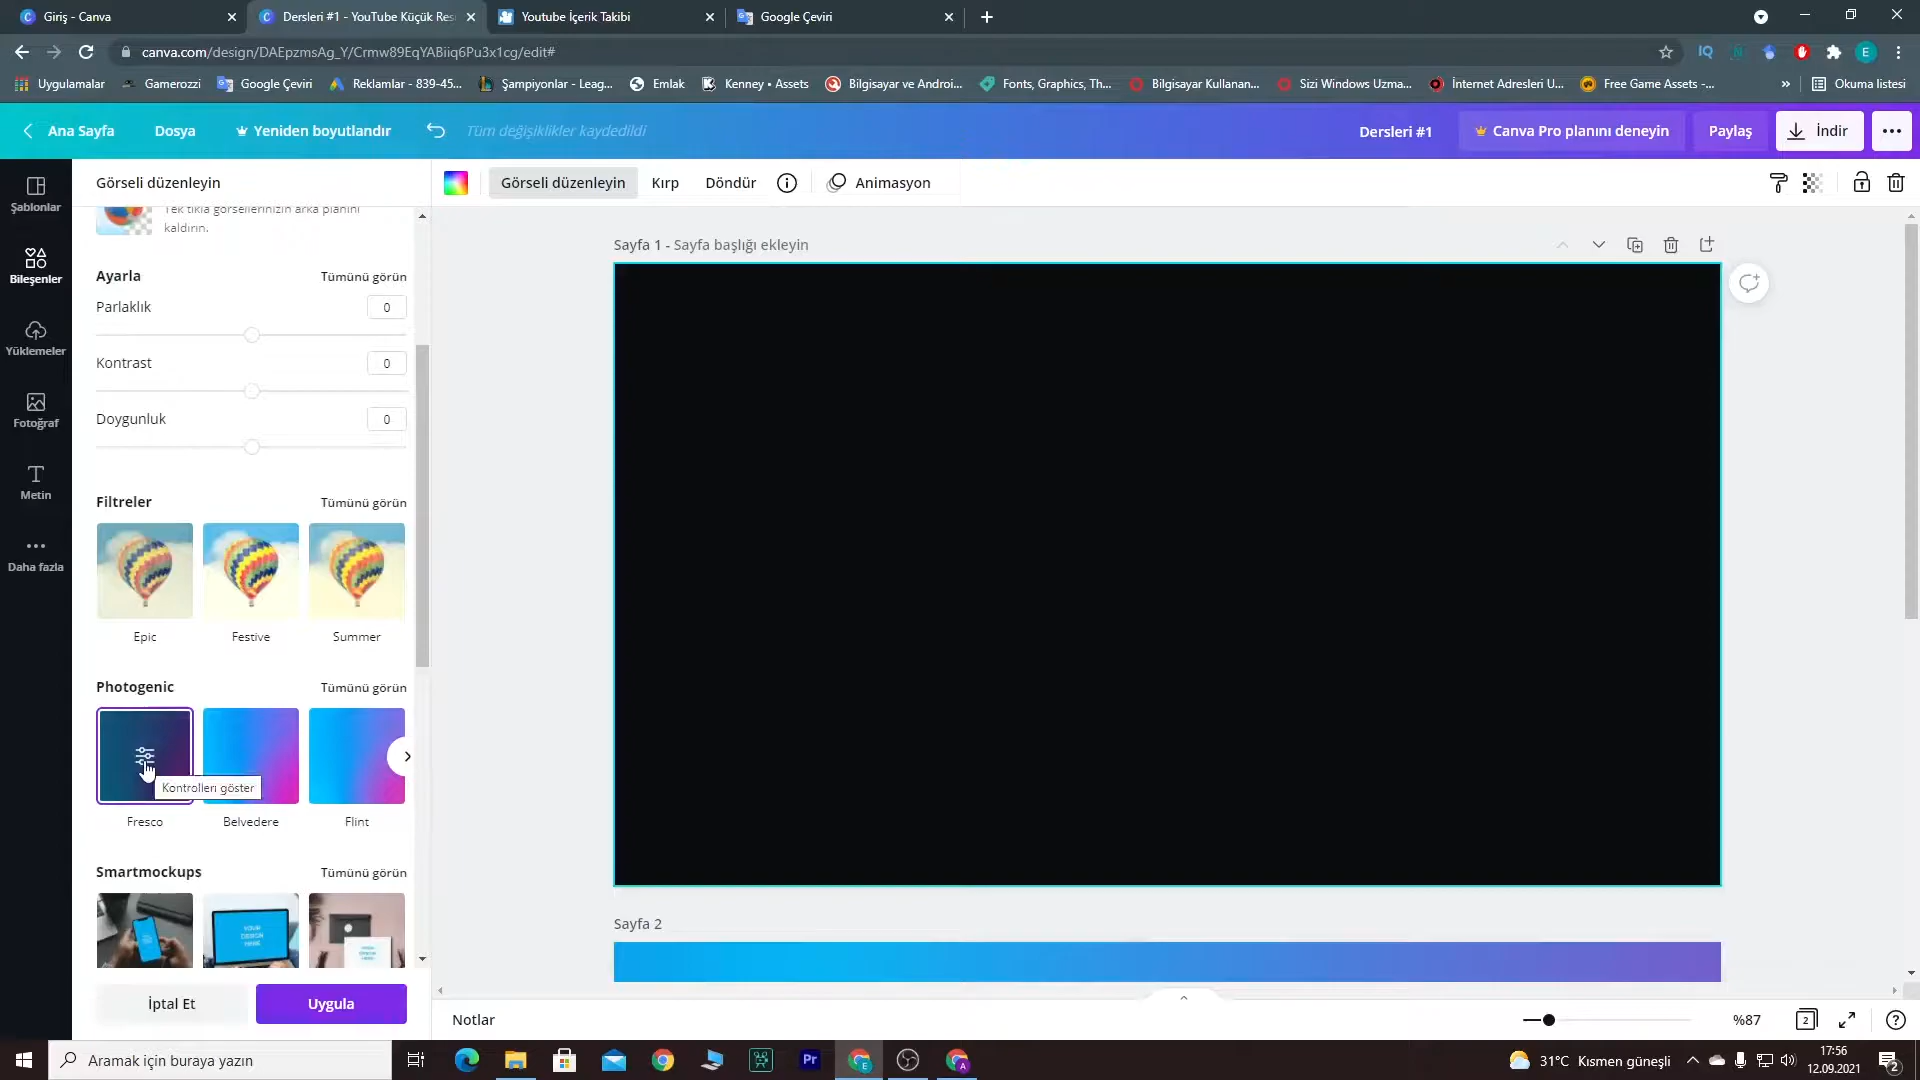 Giriş - Canva
Dersleri #1 - YouTube Küçük Res
Youtube İçerik Takibi
Google Çeviri
canva.com/design/DAEpzmsAg_Y/Crmw89EqYABiiq6Pu3x1cg/edit#
Uygulamalar
Gamerozzi
Google Çeviri
Reklamlar - 839-45...
Şampiyonlar - Leag...
Emlak
Kenney • Assets
Bilgisayar ve Androi...
Fonts, Graphics, Th...
Bilgisayar Kullanan...
Sizi Windows Uzma...
İnternet Adresleri U...
Free Game Assets -...
»
Okuma listesi
Ana Sayfa
Dosya
Yeniden boyutlandır
Tüm değişiklikler kaydedildi
Dersleri #1
Canva Pro planını deneyin
Paylaş
İndir
Şablonlar
Bileşenler
Yüklemeler
Fotoğraf
Metin
Daha fazla
Görseli düzenleyin
Tek tıkla görsellerinizin arka planını
kaldırın.
Ayarla
Tümünü görün
Parlaklık
0
Kontrast
0
Doygunluk
0
Filtreler
Tümünü görün
Epic
Festive
Summer
Photogenic
Tümünü görün
Kontrolleri göster
Fresco
Belvedere
Flint
Smartmockups
Tümünü görün
YOUR
DESIGN
HERE
İptal Et
Uygula
Görseli düzenleyin
Kırp
Döndür
Animasyon
Sayfa 1 - Sayfa başlığı ekleyin
Sayfa 2
Notlar
%87
2
Aramak için buraya yazın
31°C Kısmen güneşli
17:56
12.09.2021
2